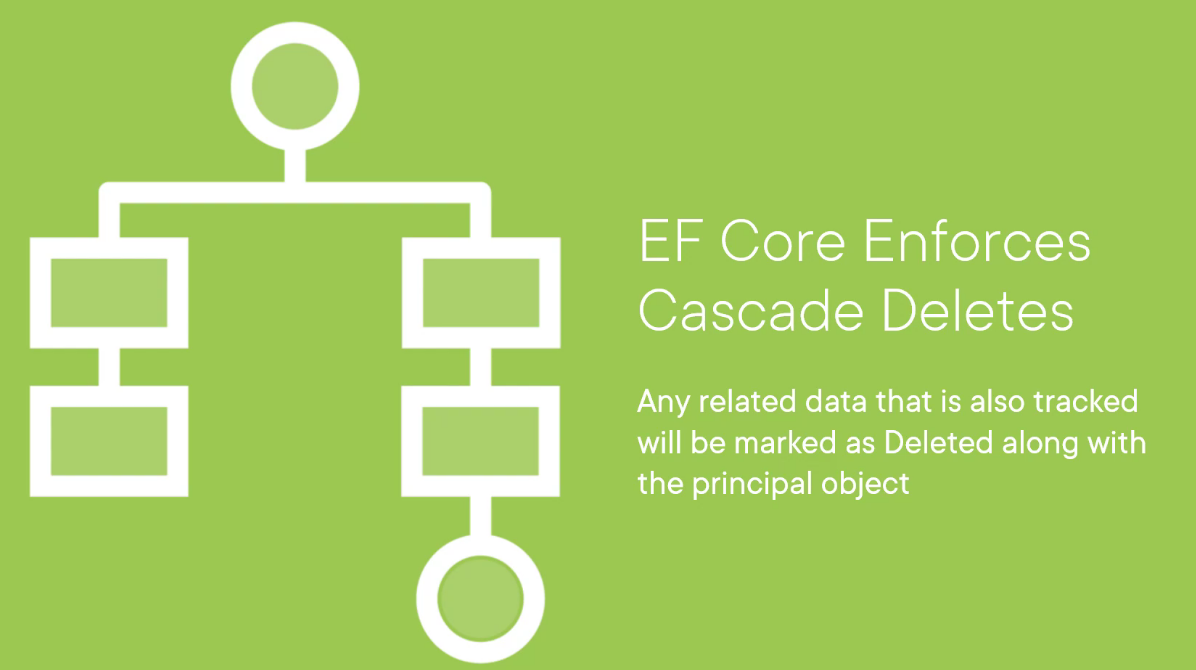 EF Core Enforces
Cascade Deletes
Any related data that is also tracked
will be marked as Deleted along with
the principal object